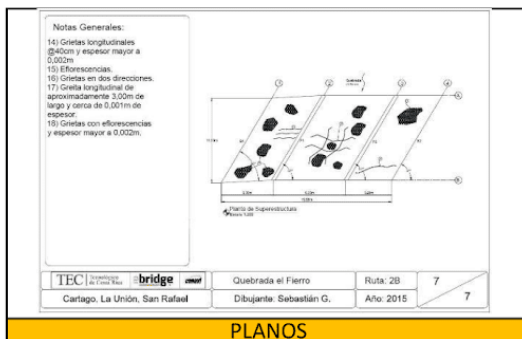 Notas Generales:
14) Grietas longitudinales
@40cm y espesor mayor a
0,002m
15) Eflorescencias.
16) Grietas en dos direcciones.
17) Greita longitudinal de
aproximadamente 3,00m de
largo y cerca de 0,001m de
espesor.
18) Grietas con eflorescencias
y espesor mayor a 0,002m.
Quebrada
Planta de Superestructura
TEC
bridge
Quebrada el Fierro
Ruta: 2B
7
Cartago, La Unión, San Rafael
Dibujante: Sebastián G.
Año: 2015
7
PLANOS